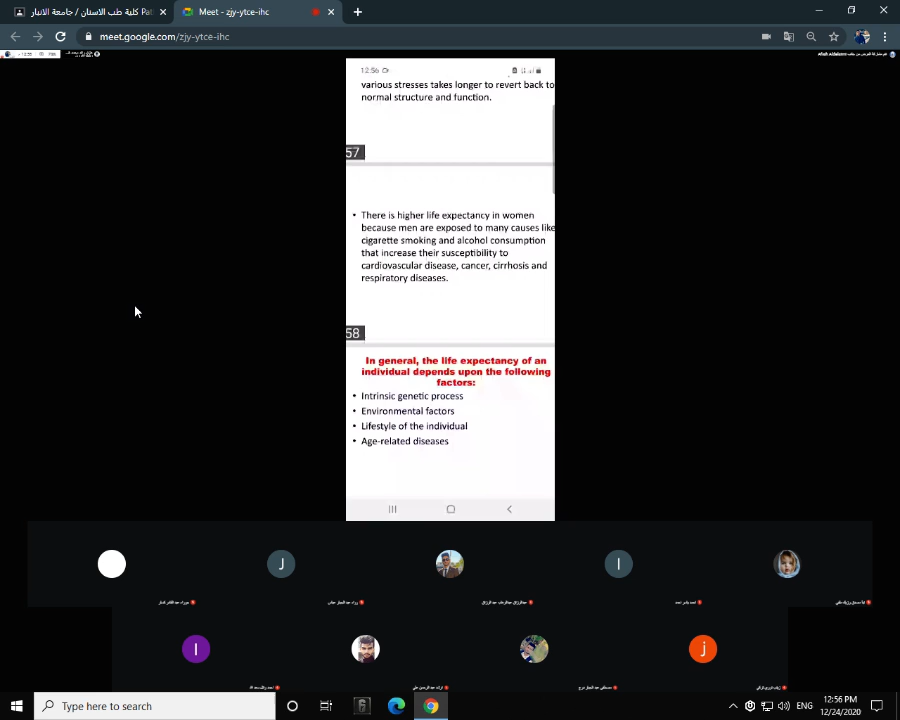 كلية طب الاسنان / جامعة الانبار Pat
Meet - zjy-ytce-ihc
meet.google.com/zjy-ytce-ihc
12:56
various stresses takes longer to revert back to
normal structure and function.
57
• There is higher life expectancy in women
because men are exposed to many causes like
cigarette smoking and alcohol consumption
that increase their susceptibility to
cardiovascular disease, cancer, cirrhosis and
respiratory diseases.
58
In general, the life expectancy of an
individual depends upon the following
factors:
• Intrinsic genetic process
• Environmental factors
• Lifestyle of the individual
• Age-related diseases
J
I
I
j
Type here to search
ENG
12:56 PM
12/24/2020